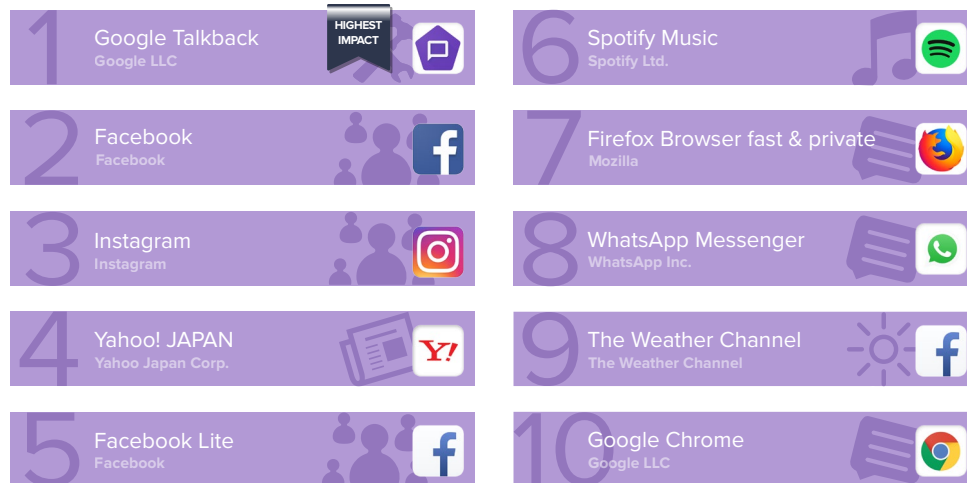 1
Google Talkback
Google LLC
HIGHEST
IMPACT
2
Facebook
Facebook
f
3
Instagram
Instagram
4
Yahoo! JAPAN
Yahoo Japan Corp.
Y!
5
Facebook Lite
Facebook
f
6
Spotify Music
Spotify Ltd.
7
Firefox Browser fast & private
Mozilla
8
WhatsApp Messenger
WhatsApp Inc.
9
The Weather Channel
The Weather Channel
f
10
Google Chrome
Google LLC